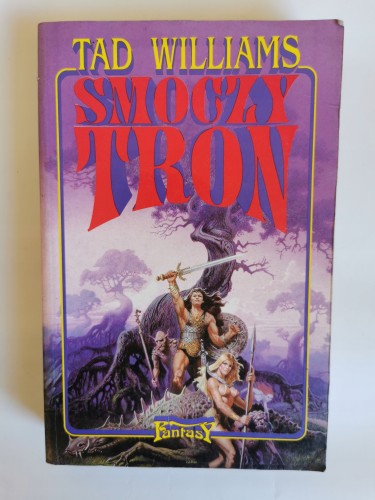 TAD WILLIAMS
SMOCZY
TRON
Fantasy